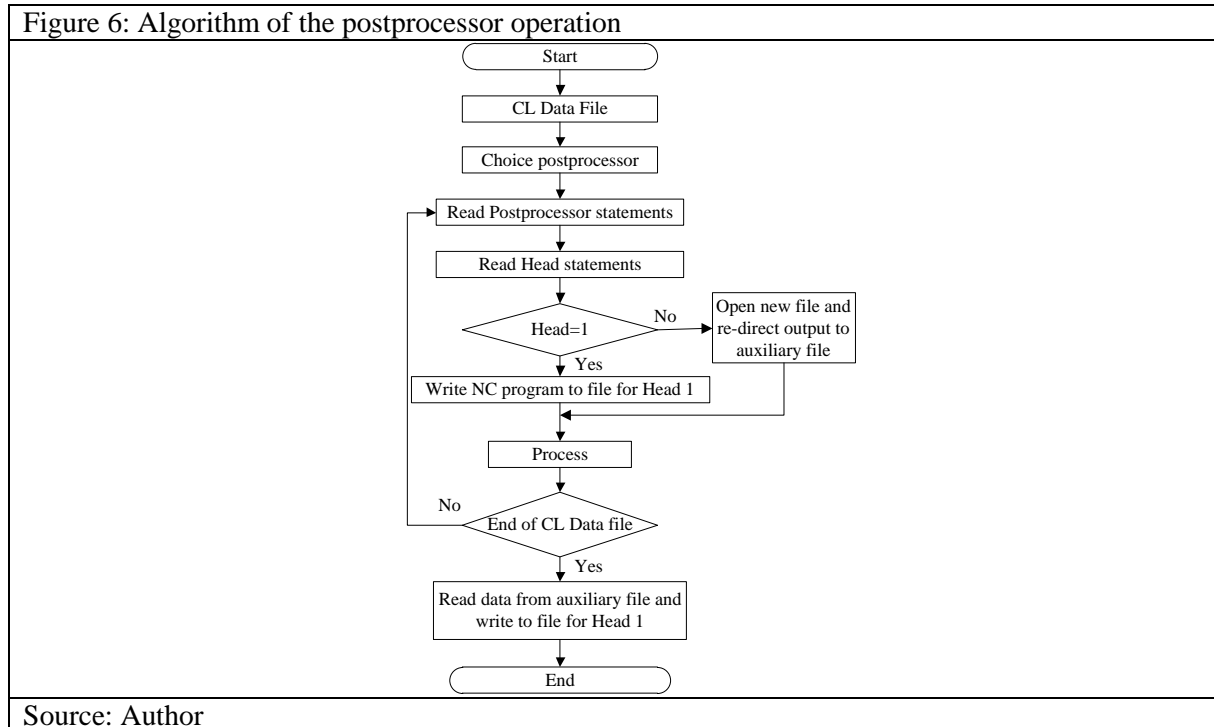 Figure 6: Algorithm of the postprocessor operation
Start
CL Data File
Choice postprocessor
Read Postprocessor statements
Read Head statements
Head=1
No
Open new file and
re-direct output to
auxiliary file
Yes
Write NC program to file for Head 1
Process
No
End of CL Data file
Yes
Read data from auxiliary file and
write to file for Head 1
End
Source: Author